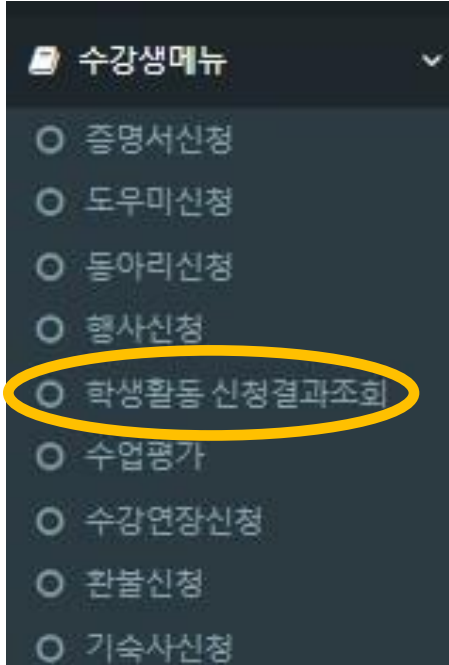 수강생메뉴
증명서신청
도우미신청
동아리신청
행사신청
학생활동 신청결과조회
수업평가
수강연장신청
환불신청
기숙사신청